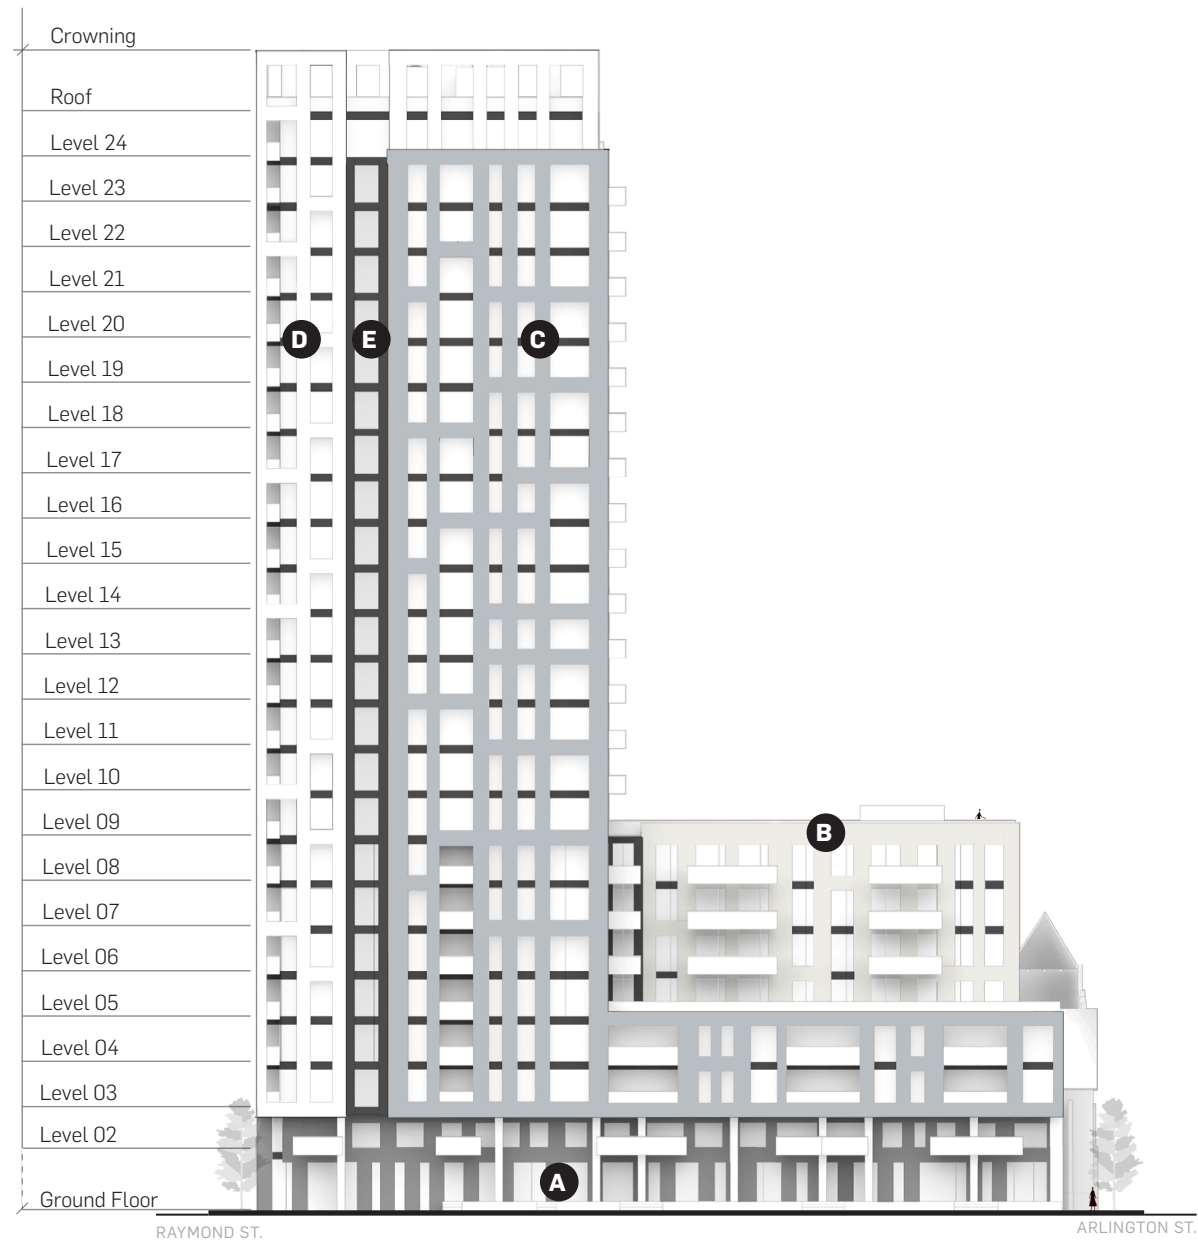 Crowning
Roof
Level 24
Level 23
Level 22
Level 21
Level 20
D E C
Level 19
Level 18
Level 17
Level 16
Level 15
Level 14
Level 13
Level 12
Level 11
Level 10
Level 09
B
Level 08
Level 07
Level 06
Level 05
Level 04
Level 03
Level 02
A
Ground Floor
RAYMOND ST.
ARLINGTON ST.